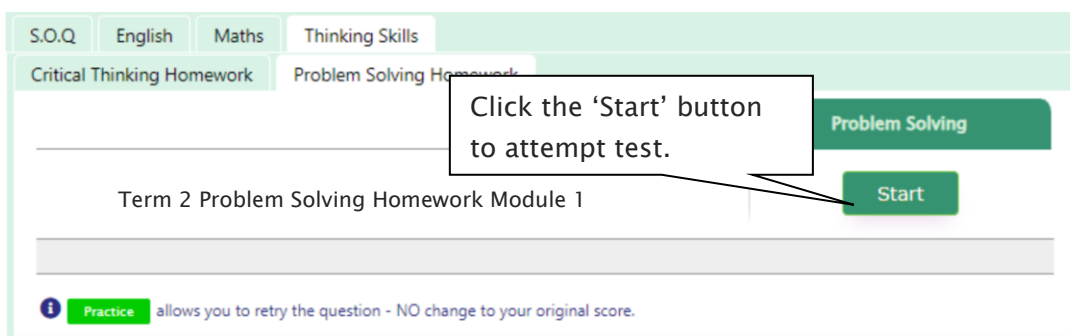 S.O.Q English Maths Thinking Skills
Critical Thinking Homework Problem Solving Homework
Click the ‘Start’ button
to attempt test.
Problem Solving
Term 2 Problem Solving Homework Module 1
Start
Practice allows you to retry the question - NO change to your original score.